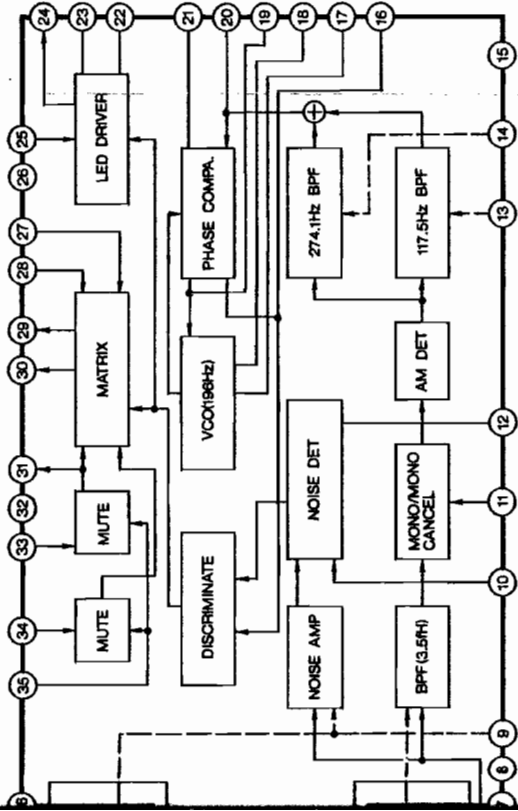 24
23
22
21
20
19
18
17
16
25
26
27
28
29
30
31
32
33
34
35
15
14
13
12
11
10
9
8
7
LED DRIVER
MATRIX
MUTE
MUTE
PHASE COMPA.
VCO(196Hz)
DISCRIMINATE
274.1Hz BPF
NOISE DET
NOISE AMP
117.5Hz BPF
AM DET
MONO/MONO
CANCEL
BPF(3.5fH)